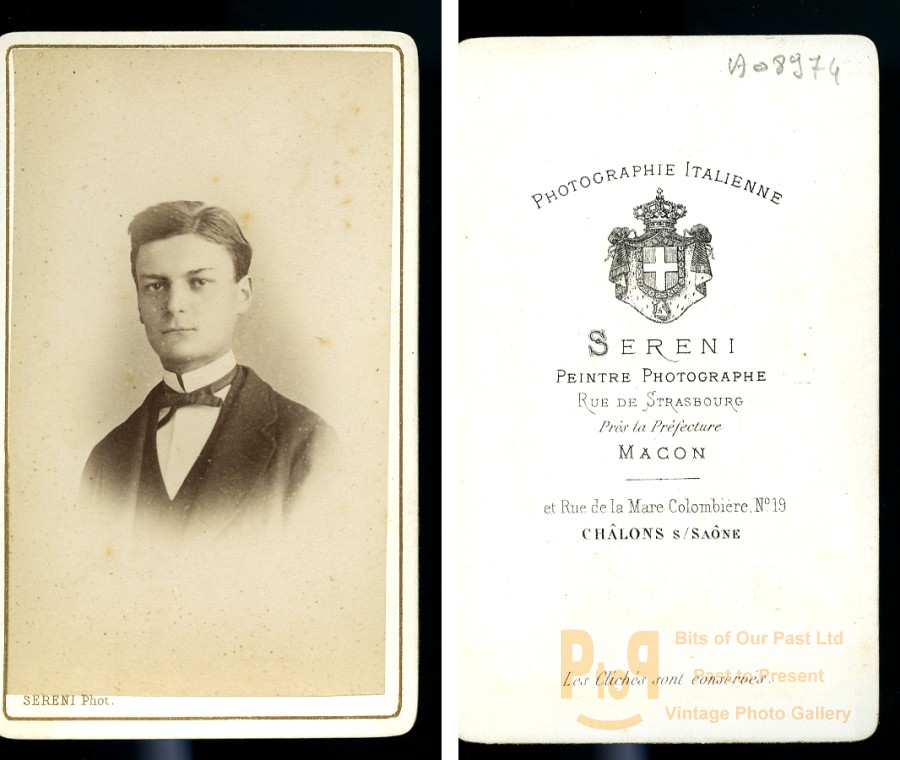 SERENI Phot.
A08974
PHOTOGRAPHIE ITALIENNE
SERENI
PEINTRE PHOTOGRAPHE
RUE DE STRASBOURG
Près la Préfecture
MACON
et Rue de la Mare Colombière, Nº 19
CHÂLONS S/SAÔNE
Les Clichés sont conservés.
PtoP
Bits of Our Past Ltd
Past to Present
Vintage Photo Gallery